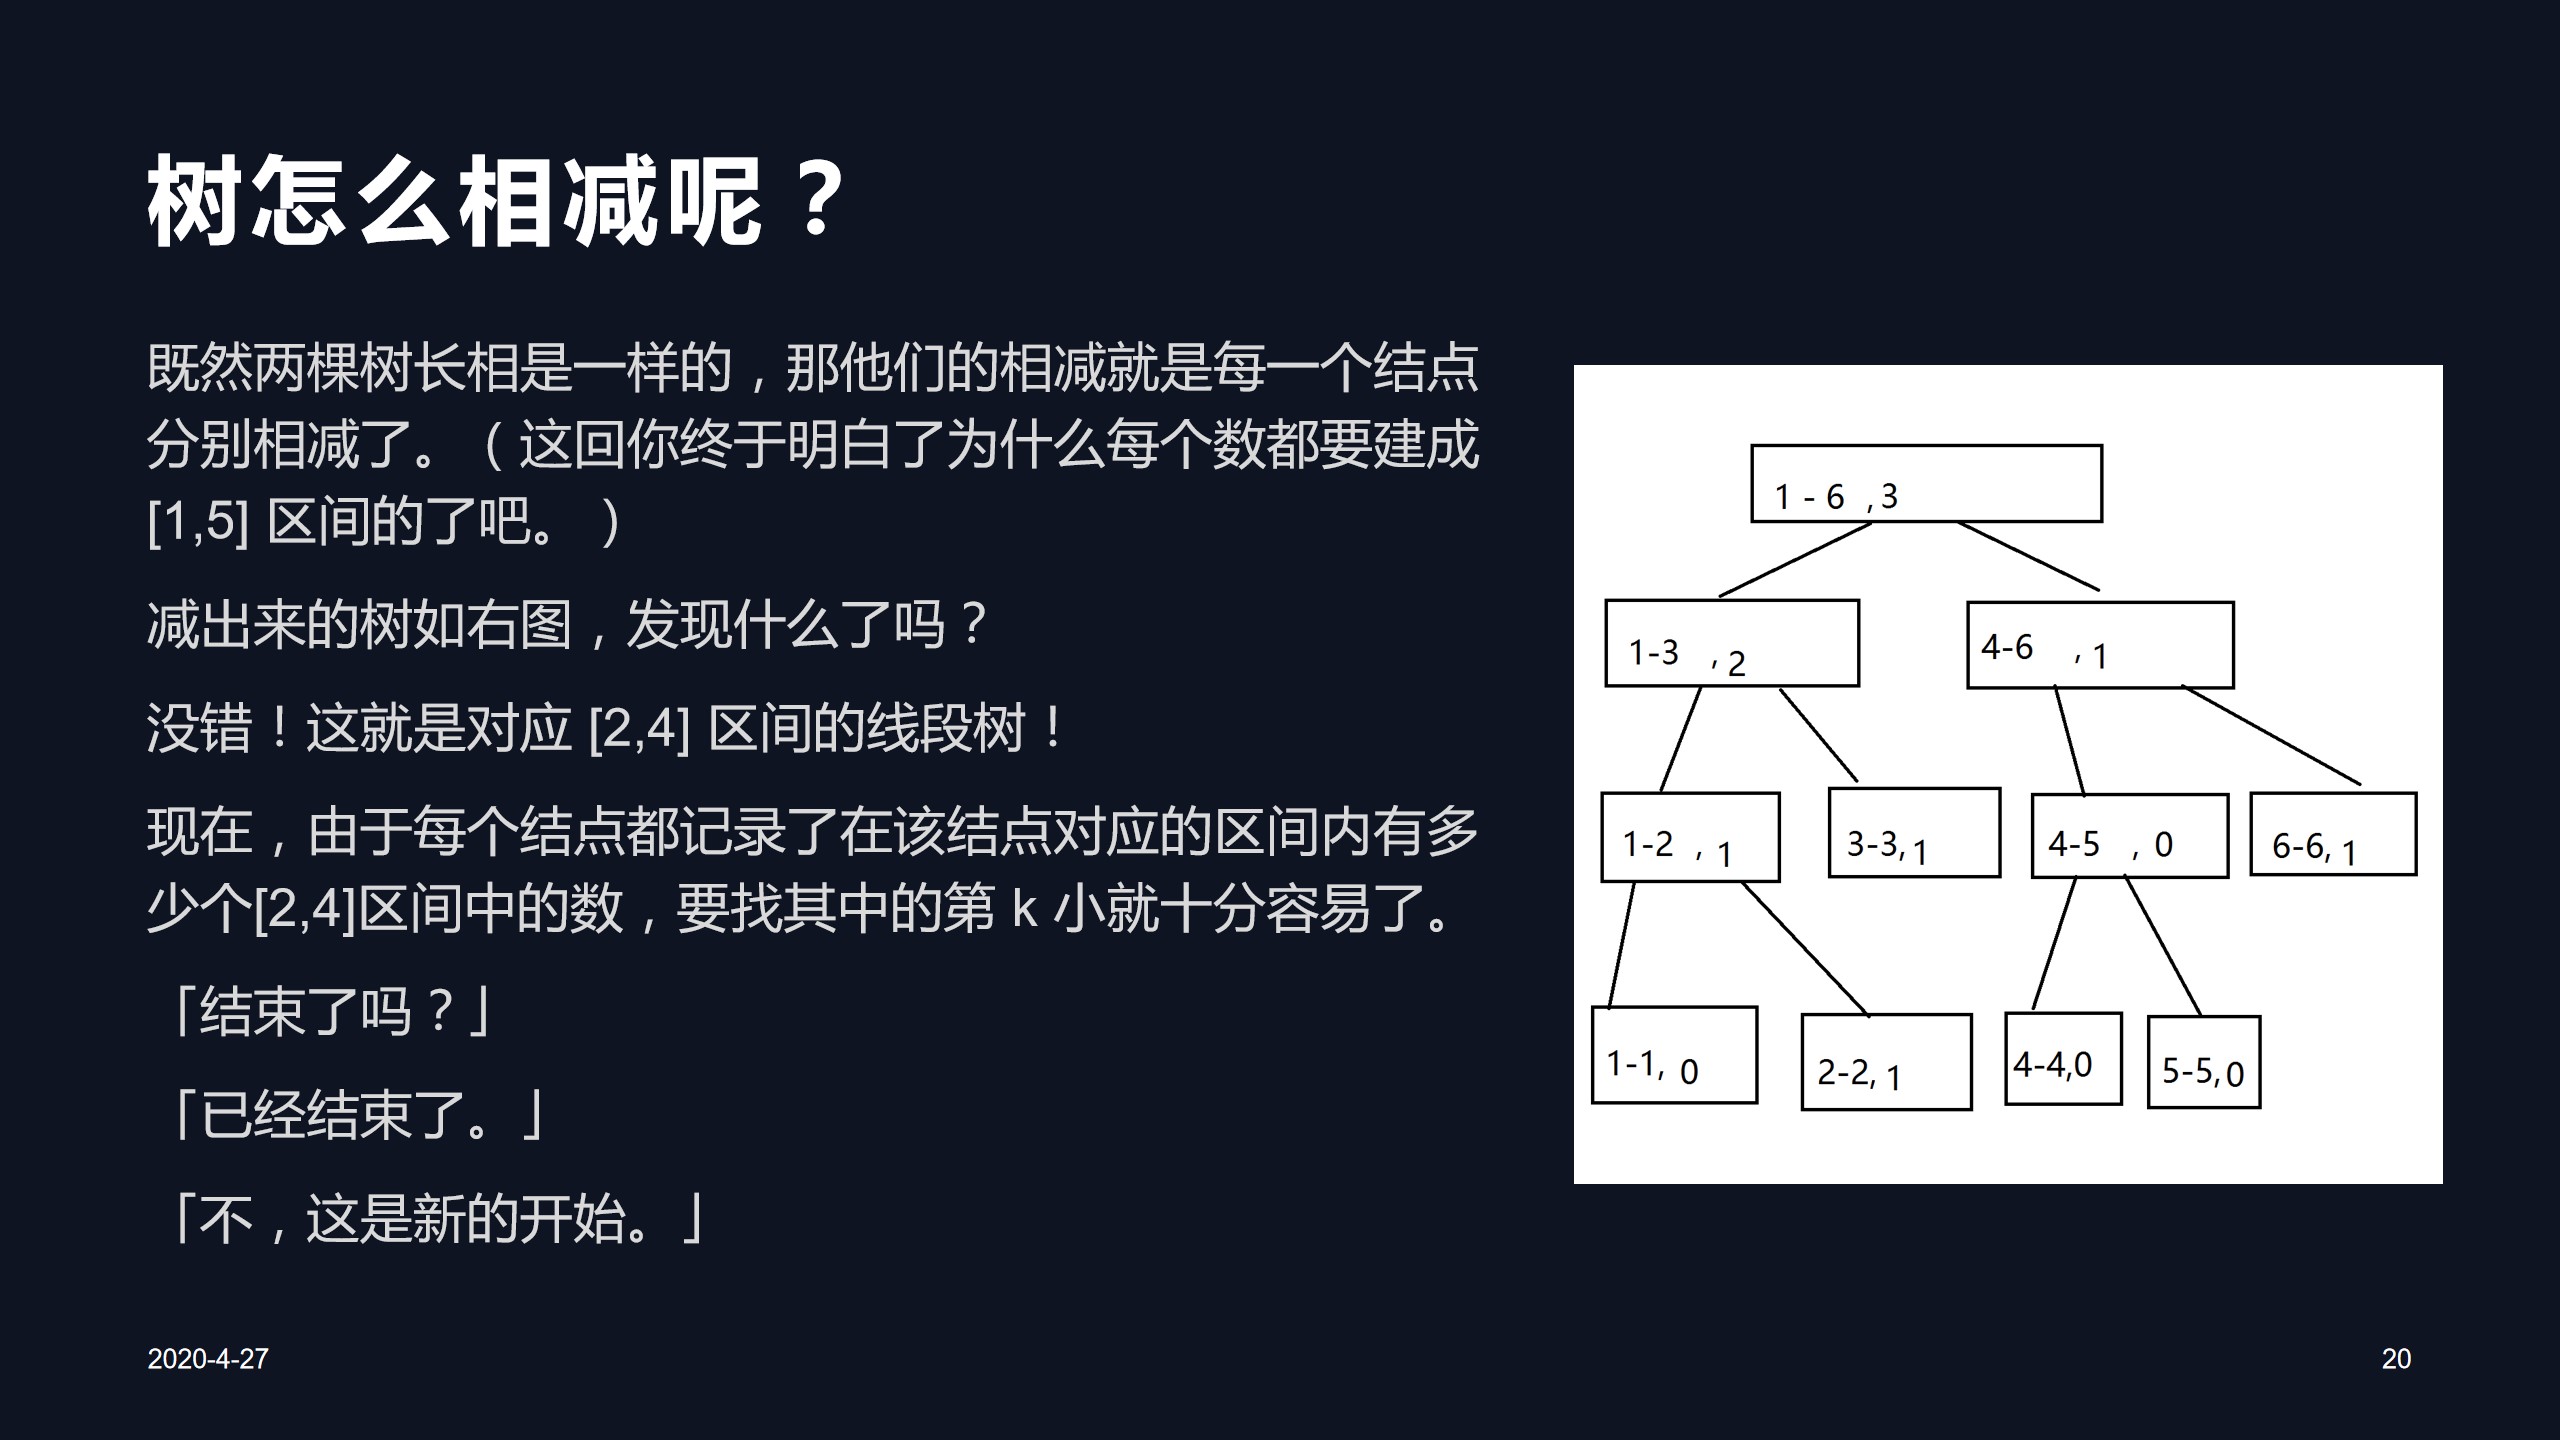 树怎么相减呢？
既然两棵树长相是一样的，那他们的相减就是每一个结点
分别相减了。（这回你终于明白了为什么每个数都要建成
[1,5] 区间的了吧。）
减出来的树如右图，发现什么了吗？
没错！这就是对应 [2,4] 区间的线段树！
现在，由于每个结点都记录了在该结点对应的区间内有多
少个[2,4]区间中的数，要找其中的第 k 小就十分容易了。
「结束了吗？」
「已经结束了。」
「不，这是新的开始。」
1 - 6 ,3
1-3 ,2
4-6 ,1
1-2 ,1
3-3,1
4-5 ,0
6-6,1
1-1,0
2-2,1
4-4,0
5-5,0
2020-4-27
20